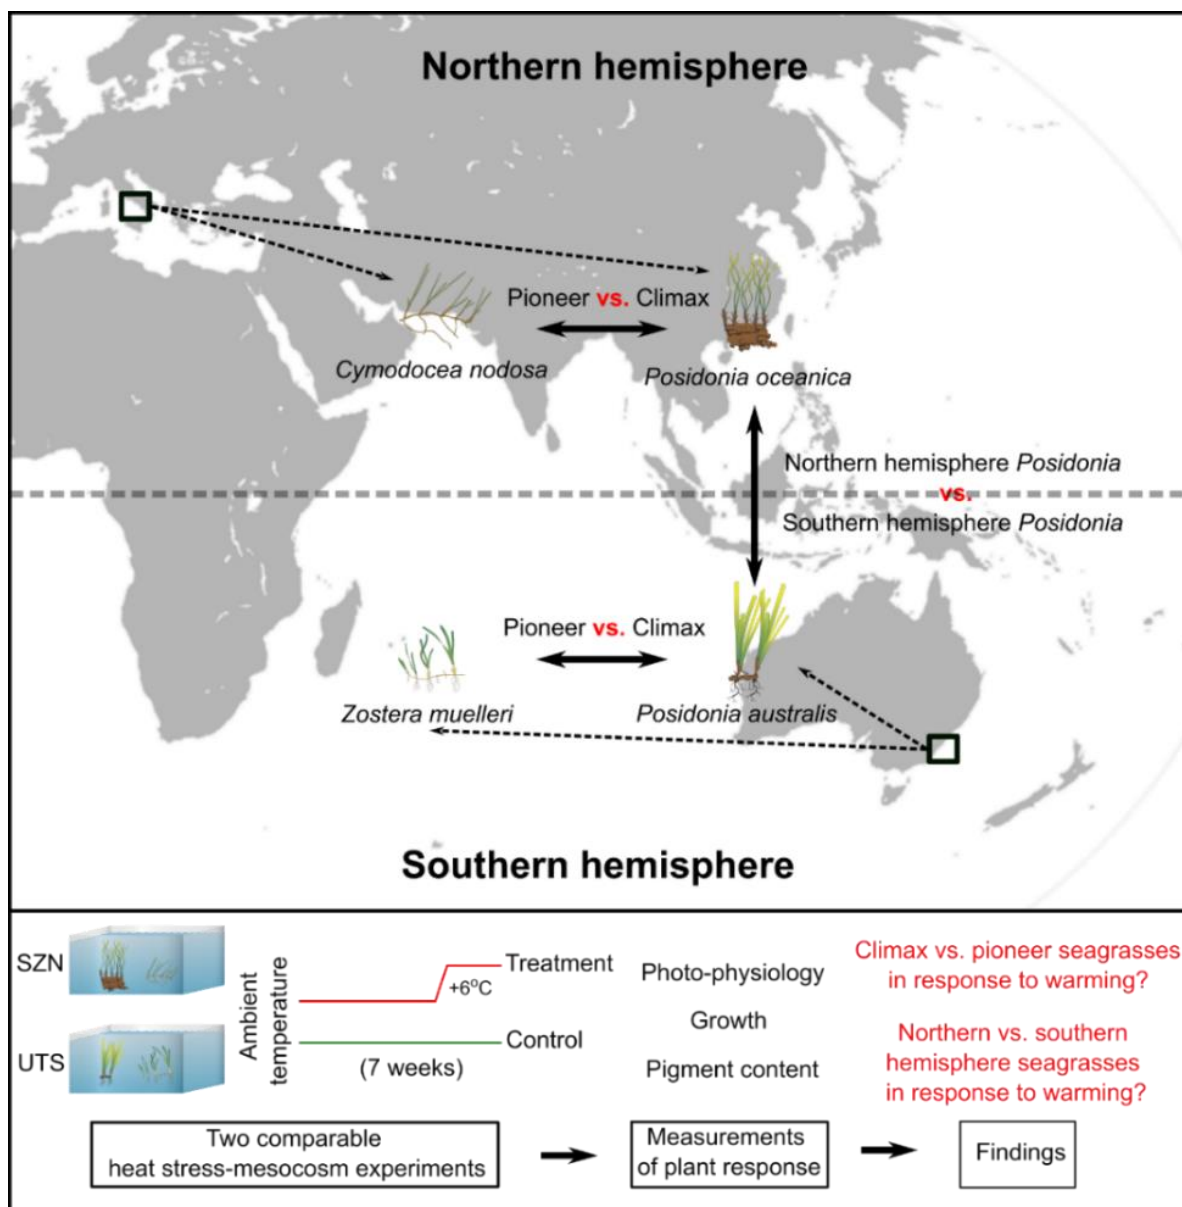 Northern hemisphere
Pioneer vs. Climax
Cymodocea nodosa
Posidonia oceanica
Northern hemisphere Posidonia
vs.
Southern hemisphere Posidonia
Pioneer vs. Climax
Zostera muelleri
Posidonia australis
Southern hemisphere
SZN
UTS
Ambient
temperature
Treatment
+6°C
Control
(7 weeks)
Photo-physiology
Growth
Pigment content
Climax vs. pioneer seagrasses
in response to warming?
Northern vs. southern
hemisphere seagrasses
in response to warming?
Two comparable
heat stress-mesocosm experiments
Measurements
of plant response
Findings